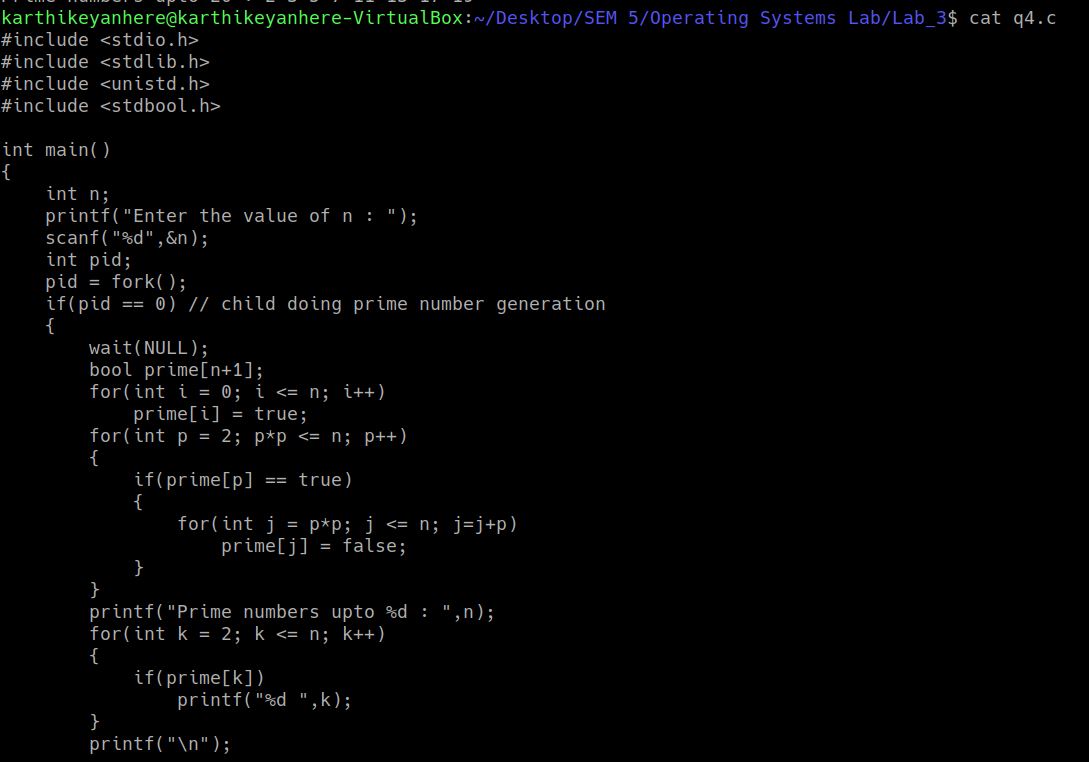 karthikeyanhere@karthikeyanhere-VirtualBox:~/Desktop/SEM 5/Operating Systems Lab/Lab_3$ cat q4.c
#include <stdio.h>
#include <stdlib.h>
#include <unistd.h>
#include <stdbool.h>

int main()
{
    int n;
    printf("Enter the value of n : ");
    scanf("%d",&n);
    int pid;
    pid = fork();
    if(pid == 0) // child doing prime number generation
    {
        wait(NULL);
        bool prime[n+1];
        for(int i = 0; i <= n; i++)
            prime[i] = true;
        for(int p = 2; p*p <= n; p++)
        {
            if(prime[p] == true)
            {
                for(int j = p*p; j <= n; j=j+p)
                    prime[j] = false;
            }
        }
        printf("Prime numbers upto %d : ",n);
        for(int k = 2; k <= n; k++)
        {
            if(prime[k])
                printf("%d ",k);
        }
        printf("\n");